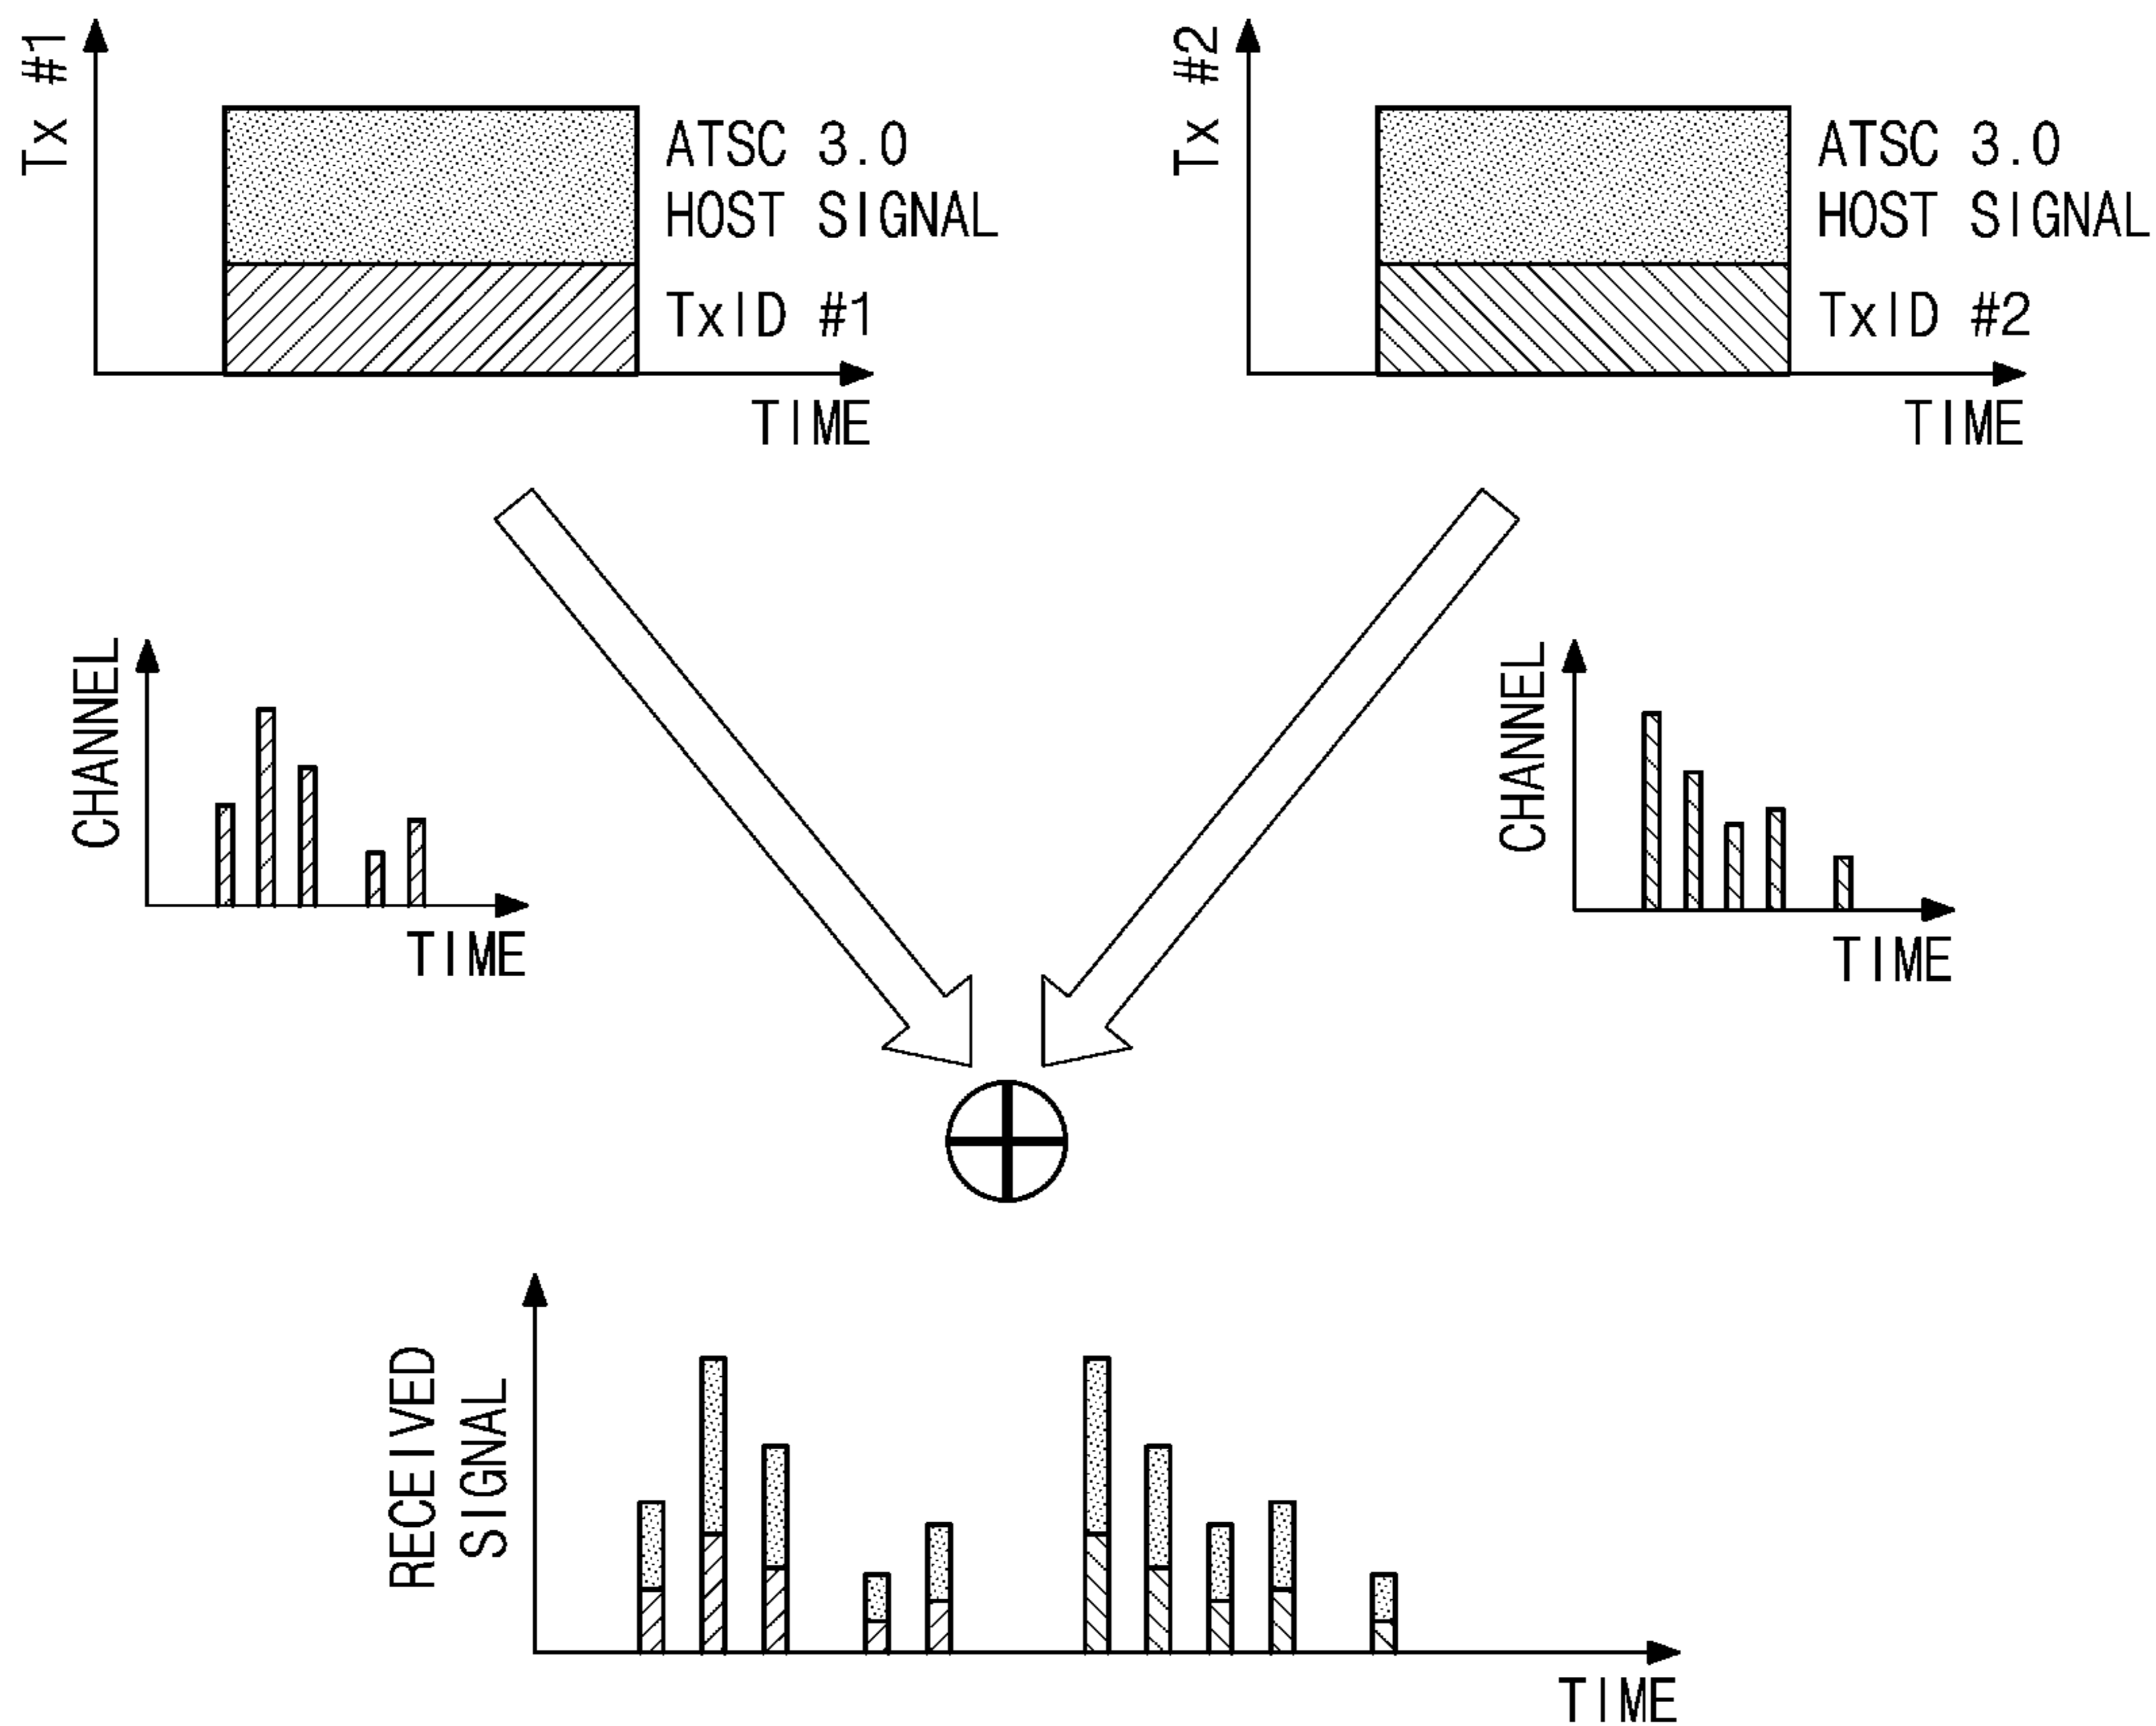 Tx #1
ATSC 3.0
HOST SIGNAL
TxID #1
TIME
Tx #2
ATSC 3.0
HOST SIGNAL
TxID #2
TIME
CHANNEL
TIME
CHANNEL
TIME
RECEIVED
SIGNAL
TIME